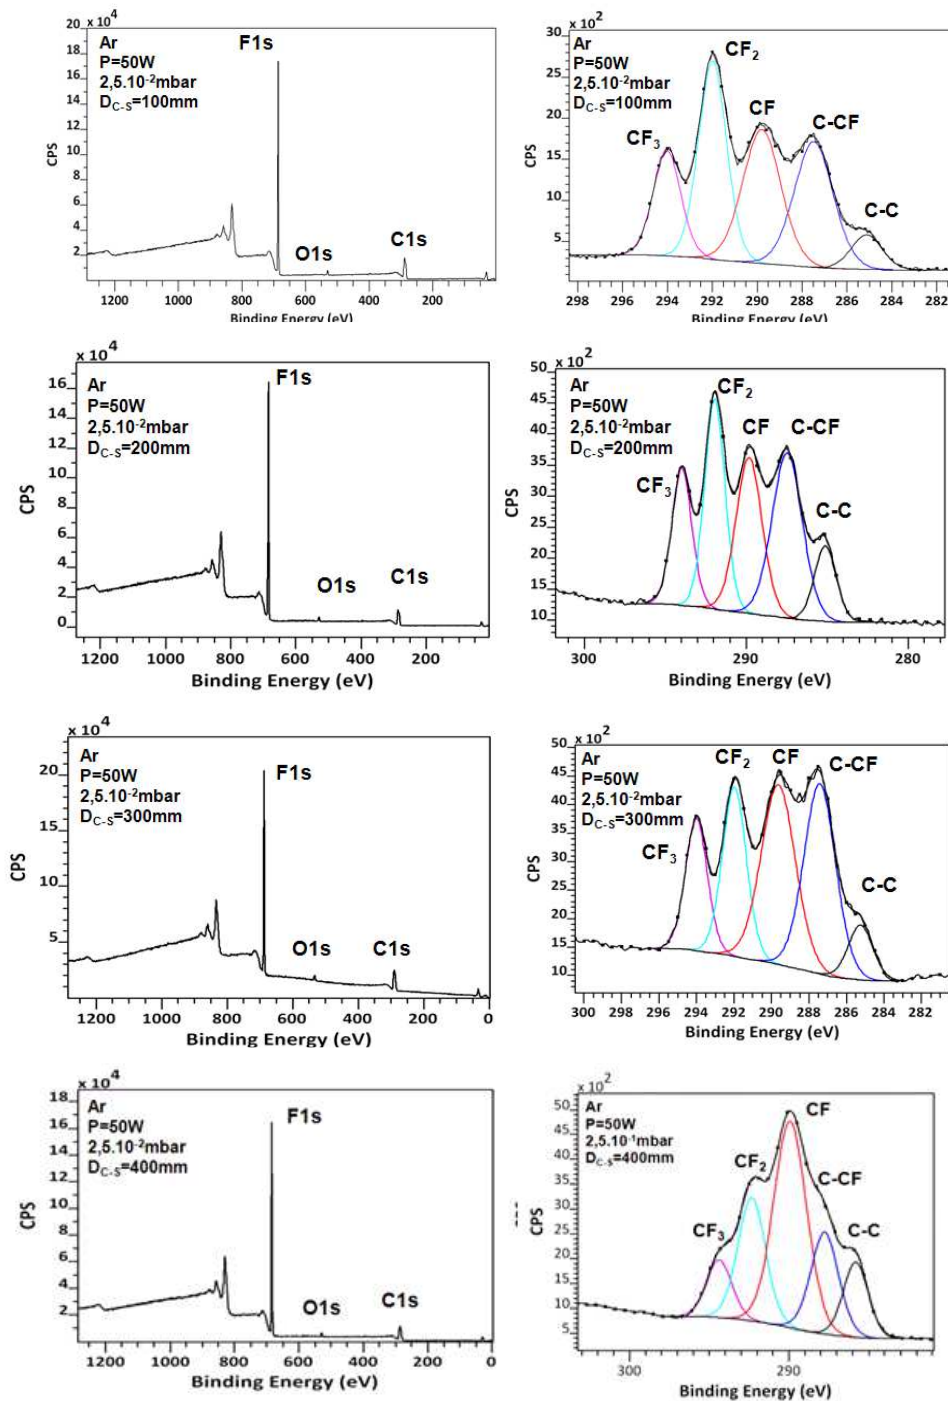 x 10⁴
20
18
16
14
12
10
8
6
4
2
CPS
Ar
P=50W
2,5.10⁻²mbar
D_C-S=100mm
F1s
O1s
C1s
1200 1000 800 600 400 200
Binding Energy (eV)
x 10²
30
25
20
15
10
5
CPS
Ar
P=50W
2,5.10⁻²mbar
D_C-S=100mm
CF₃
CF₂
CF
C-CF
C-C
298 296 294 292 290 288 286 284 282
Binding Energy (eV)
x 10⁴
16
14
12
10
8
6
4
2
0
CPS
Ar
P=50W
2,5.10⁻²mbar
D_C-S=200mm
F1s
O1s
C1s
1200 1000 800 600 400 200
Binding Energy (eV)
x 10²
50
45
40
35
30
25
20
15
10
CPS
Ar
P=50W
2,5.10⁻²mbar
D_C-S=200mm
CF₃
CF₂
CF
C-CF
C-C
300 290 280
Binding Energy (eV)
x 10⁴
20
15
10
5
CPS
Ar
P=50W
2,5.10⁻²mbar
D_C-S=300mm
F1s
O1s
C1s
1200 1000 800 600 400 200 0
Binding Energy (eV)
x 10²
50
45
40
35
30
25
20
15
10
CPS
Ar
P=50W
2,5.10⁻²mbar
D_C-S=300mm
CF₃
CF₂
CF
C-CF
C-C
300 298 296 294 292 290 288 286 284 282
Binding Energy (eV)
x 10⁴
18
16
14
12
10
8
6
4
2
CPS
Ar
P=50W
2,5.10⁻²mbar
D_C-S=400mm
F1s
O1s
C1s
1200 1000 800 600 400 200 0
Binding Energy (eV)
x10²
50
45
40
35
30
25
20
15
10
5
CPS
Ar
P=50W
2,5.10⁻¹mbar
D_C-S=400mm
CF₃
CF₂
CF
C-CF
C-C
300 290
Binding Energy (eV)